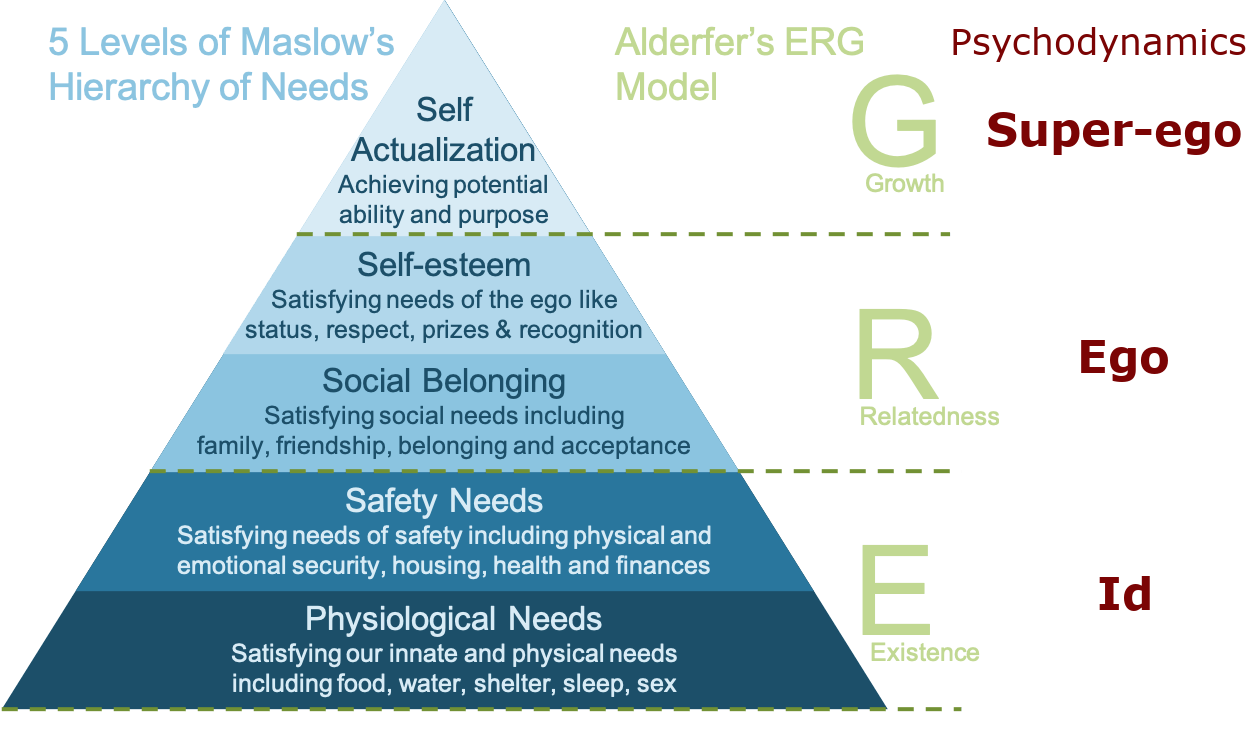 5 Levels of Maslow's
Hierarchy of Needs
Alderfer's ERG
Model
Psychodynamics
Self
Actualization
Achieving potential
ability and purpose
G
Growth
Super-ego
Self-esteem
Satisfying needs of the ego like
status, respect, prizes & recognition
Social Belonging
Satisfying social needs including
family, friendship, belonging and acceptance
R
Relatedness
Ego
Safety Needs
Satisfying needs of safety including physical and
emotional security, housing, health and finances
Physiological Needs
Satisfying our innate and physical needs
including food, water, shelter, sleep, sex
E
Existence
Id